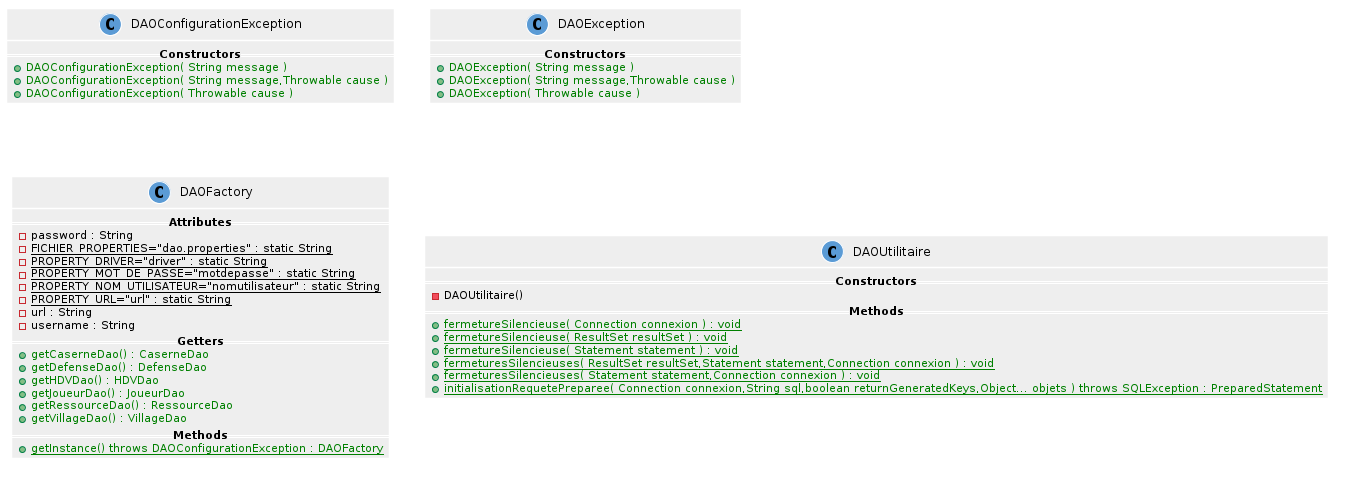 C DAOConfigurationException
Constructors
DAOConfigurationException( String message )
DAOConfigurationException( String message,Throwable cause )
DAOConfigurationException( Throwable cause )
C DAOException
Constructors
DAOException( String message )
DAOException( String message,Throwable cause )
DAOException( Throwable cause )
C DAOFactory
Attributes
password : String
FICHIER_PROPERTIES="dao.properties" : static String
PROPERTY_DRIVER="driver" : static String
PROPERTY_MOT_DE_PASSE="motdepasse" : static String
PROPERTY_NOM_UTILISATEUR="nomutilisateur" : static String
PROPERTY_URL="url" : static String
url : String
username : String
Getters
getCaserneDao() : CaserneDao
getDefenseDao() : DefenseDao
getHDVDao() : HDVDao
getJoueurDao() : JoueurDao
getRessourceDao() : RessourceDao
getVillageDao() : VillageDao
Methods
getInstance() throws DAOConfigurationException : DAOFactory
C DAOUtilitaire
Constructors
DAOUtilitaire()
Methods
fermetureSilencieuse( Connection connexion ) : void
fermetureSilencieuse( ResultSet resultSet ) : void
fermetureSilencieuse( Statement statement ) : void
fermeturesSilencieuses( ResultSet resultSet,Statement statement,Connection connexion ) : void
fermeturesSilencieuses( Statement statement,Connection connexion ) : void
initialisationRequetePreparee( Connection connexion,String sql,boolean returnGeneratedKeys,Object... objets ) throws SQLException : PreparedStatement